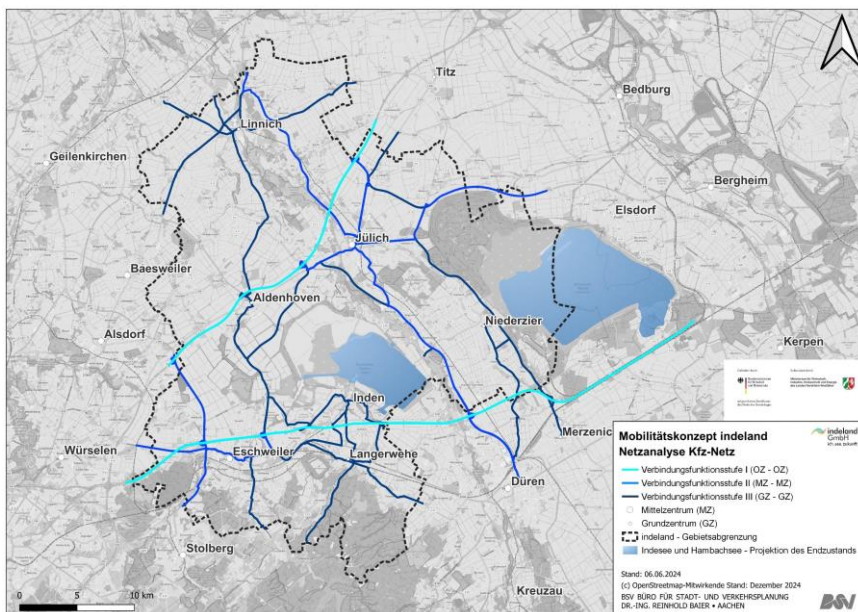 Titz
Bedburg
Linnich
Geilenkirchen
Bergheim
Elsdorf
Jülich
Baesweiler
Aldenhoven
Niederzier
Alsdorf
Kerpen
Inden
Merzenich
Würselen
Eschweiler
Langerwehe
Düren
Stolberg
Kreuzau
0 5 10 km
indeland
GmbH
Mobilitätskonzept indeland
Netzanalyse Kfz-Netz
Verbindungsfunktionsstufe I (OZ - OZ)
Verbindungsfunktionsstufe II (MZ - MZ)
Verbindungsfunktionsstufe III (GZ - GZ)
Mittelzentrum (MZ)
Grundzentrum (GZ)
indeland - Gebietsabgrenzung
Indesee und Hambachsee - Projektion des Endzustands
Stand: 06.06.2024
(c) OpenStreetmap-Mitwirkende Stand: Dezember 2024
BSV BÜRO FÜR STADT- UND VERKEHRSPLANUNG
DR.-ING. REINHOLD BAIER • AACHEN
BSV